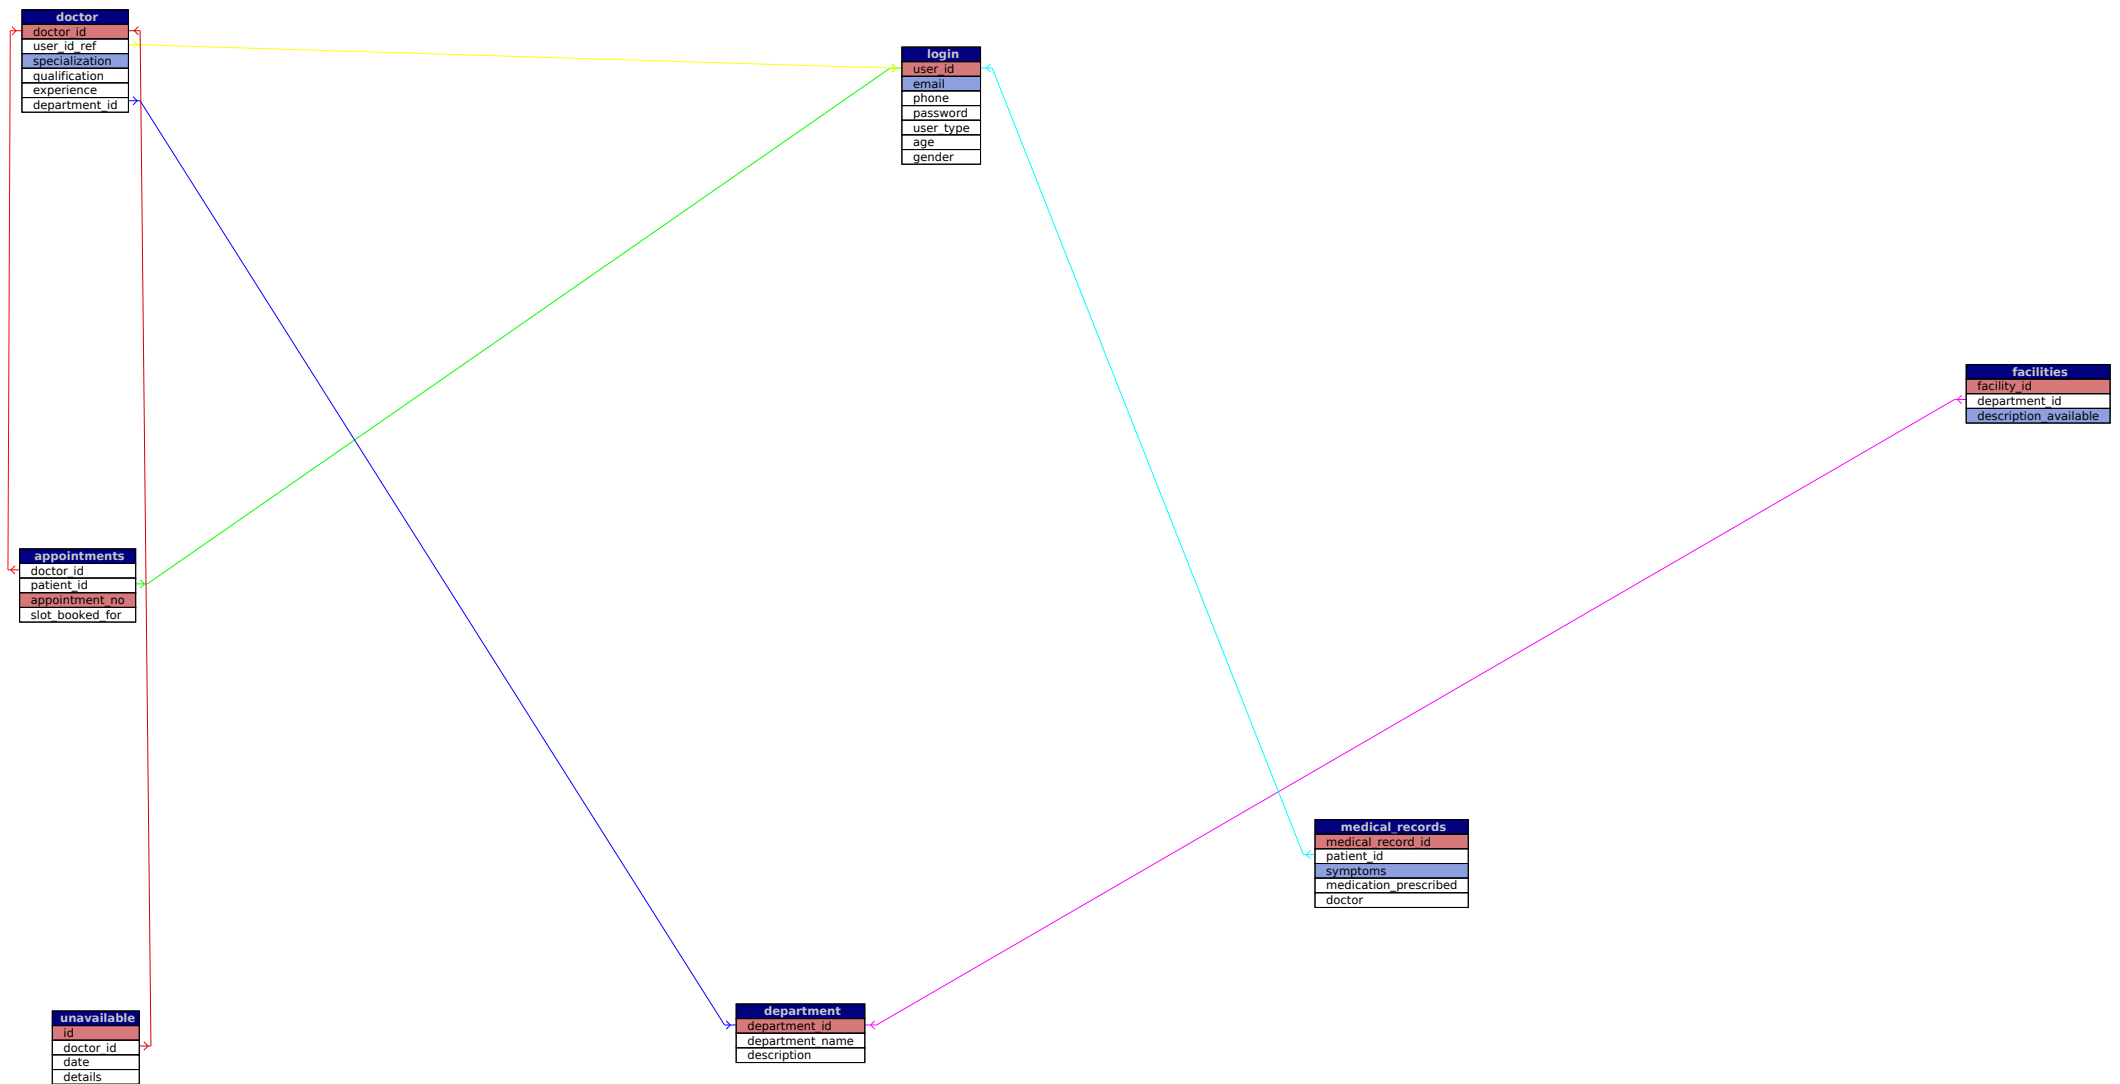 doctor
doctor_id
user_id_ref
specialization
qualification
experience
department_id
login
user_id
email
phone
password
user_type
age
gender
facilities
facility_id
department_id
description_available
appointments
doctor_id
patient_id
appointment_no
slot_booked_for
medical_records
medical_record_id
patient_id
symptoms
medication_prescribed
doctor
unavailable
id
doctor_id
date
details
department
department_id
department_name
description